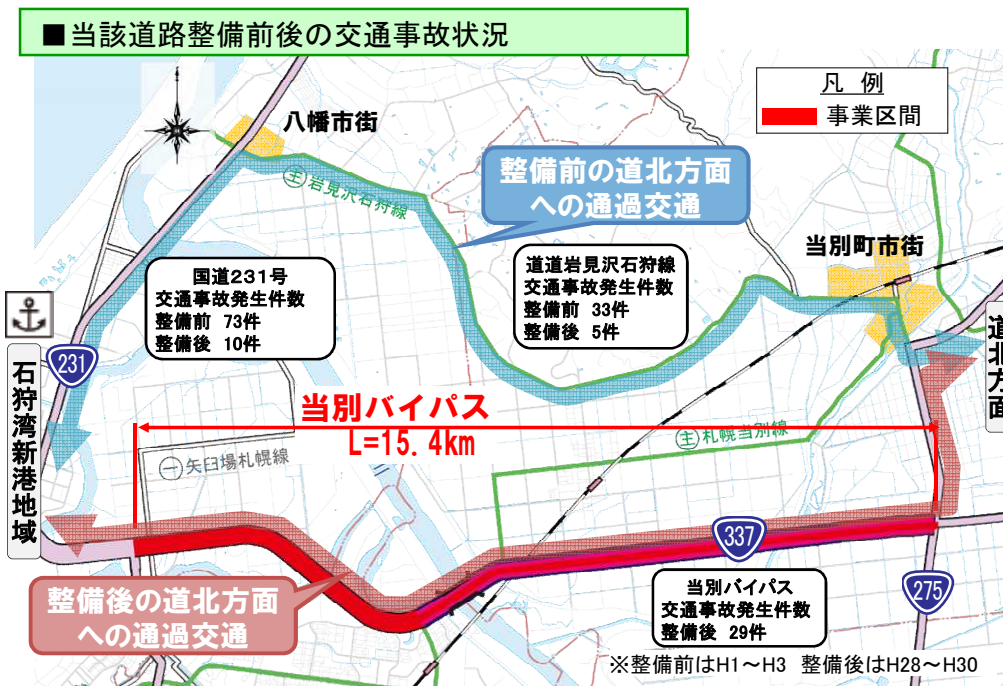 ■当該道路整備前後の交通事故状況
凡 例
事業区間
八幡市街
主 岩見沢石狩線
整備前の道北方面
への通過交通
当別町市街
国道231号
交通事故発生件数
整備前 73件
整備後 10件
道道岩見沢石狩線
交通事故発生件数
整備前 33件
整備後 5件
231
石狩湾新港地域
道北方面
当別バイパス
L=15.4km
主 札幌当別線
一 矢臼場札幌線
337
整備後の道北方面
への通過交通
当別バイパス
交通事故発生件数
整備後 29件
275
※整備前はH1～H3 整備後はH28～H30